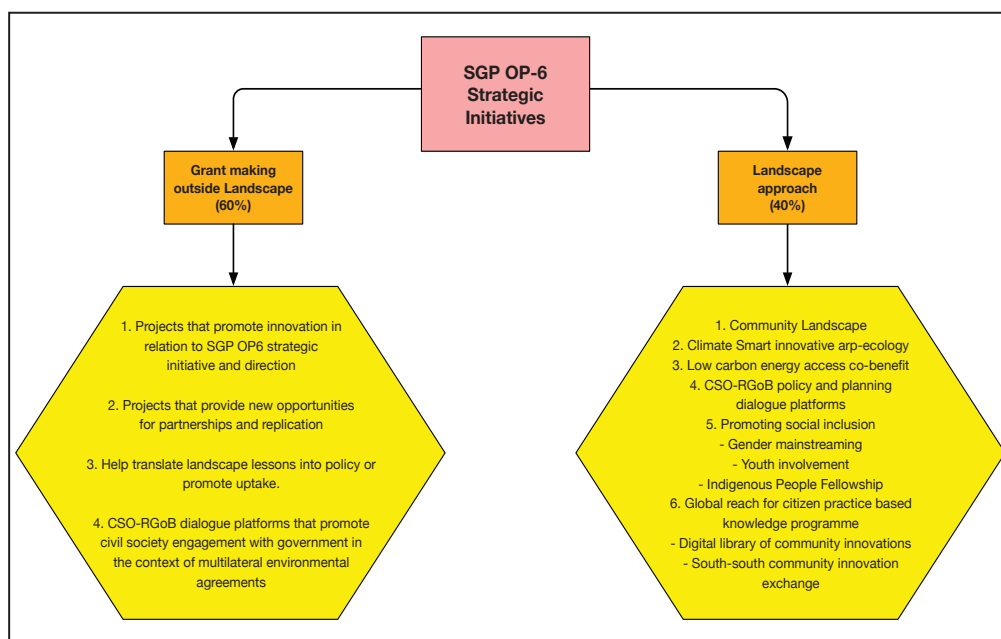 SGP OP-6
Strategic
Initiatives
Grant making
outside Landscape
(60%)
Landscape
approach
(40%)
1. Projects that promote innovation in
relation to SGP OP6 strategic
initiative and direction
2. Projects that provide new opportunities
for partnerships and replication
3. Help translate landscape lessons into policy or
promote uptake.
4. CSO-RGoB dialogue platforms that promote
civil society engagement with government in
the context of multilateral environmental
agreements
1. Community Landscape
2. Climate Smart innovative arp-ecology
3. Low carbon energy access co-benefit
4. CSO-RGoB policy and planning
dialogue platforms
5. Promoting social inclusion
- Gender mainstreaming
- Youth involvement
- Indigenous People Fellowship
6. Global reach for citizen practice based
knowledge programme
- Digital library of community innovations
- South-south community innovation
exchange